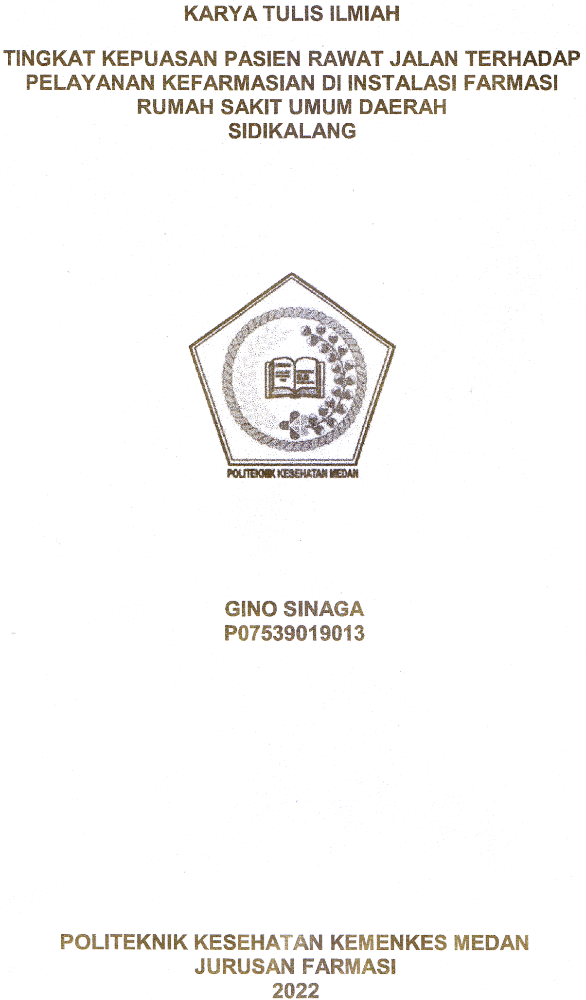 KARYA TULIS ILMIAH
TINGKAT KEPUASAN PASIEN RAWAT JALAN TERHADAP
PELAYANAN KEFARMASIAN DI INSTALASI FARMASI
RUMAH SAKIT UMUM DAERAH
SIDIKALANG
POLITEKNIK KESEHATAN MEDAN
GINO SINAGA
P07539019013
POLITEKNIK KESEHATAN KEMENKES MEDAN
JURUSAN FARMASI
2022